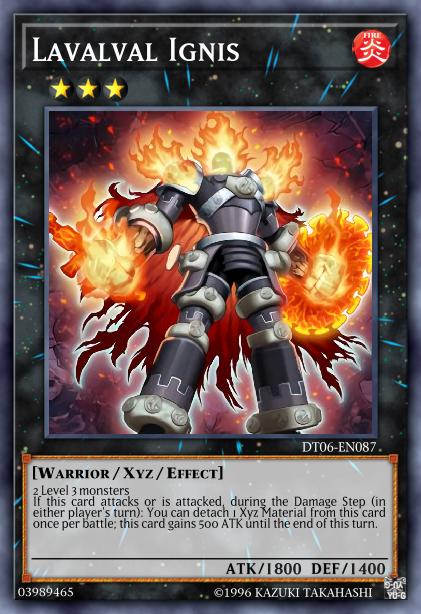 Lavalval Ignis
FIRE
炎
DT06-EN087
[Warrior / Xyz / Effect]
2 Level 3 monsters
If this card attacks or is attacked, during the Damage Step (in
either player's turn): You can detach 1 Xyz Material from this card
once per battle; this card gains 500 ATK until the end of this turn.
ATK/1800 DEF/1400
03989465
©1996 KAZUKI TAKAHASHI